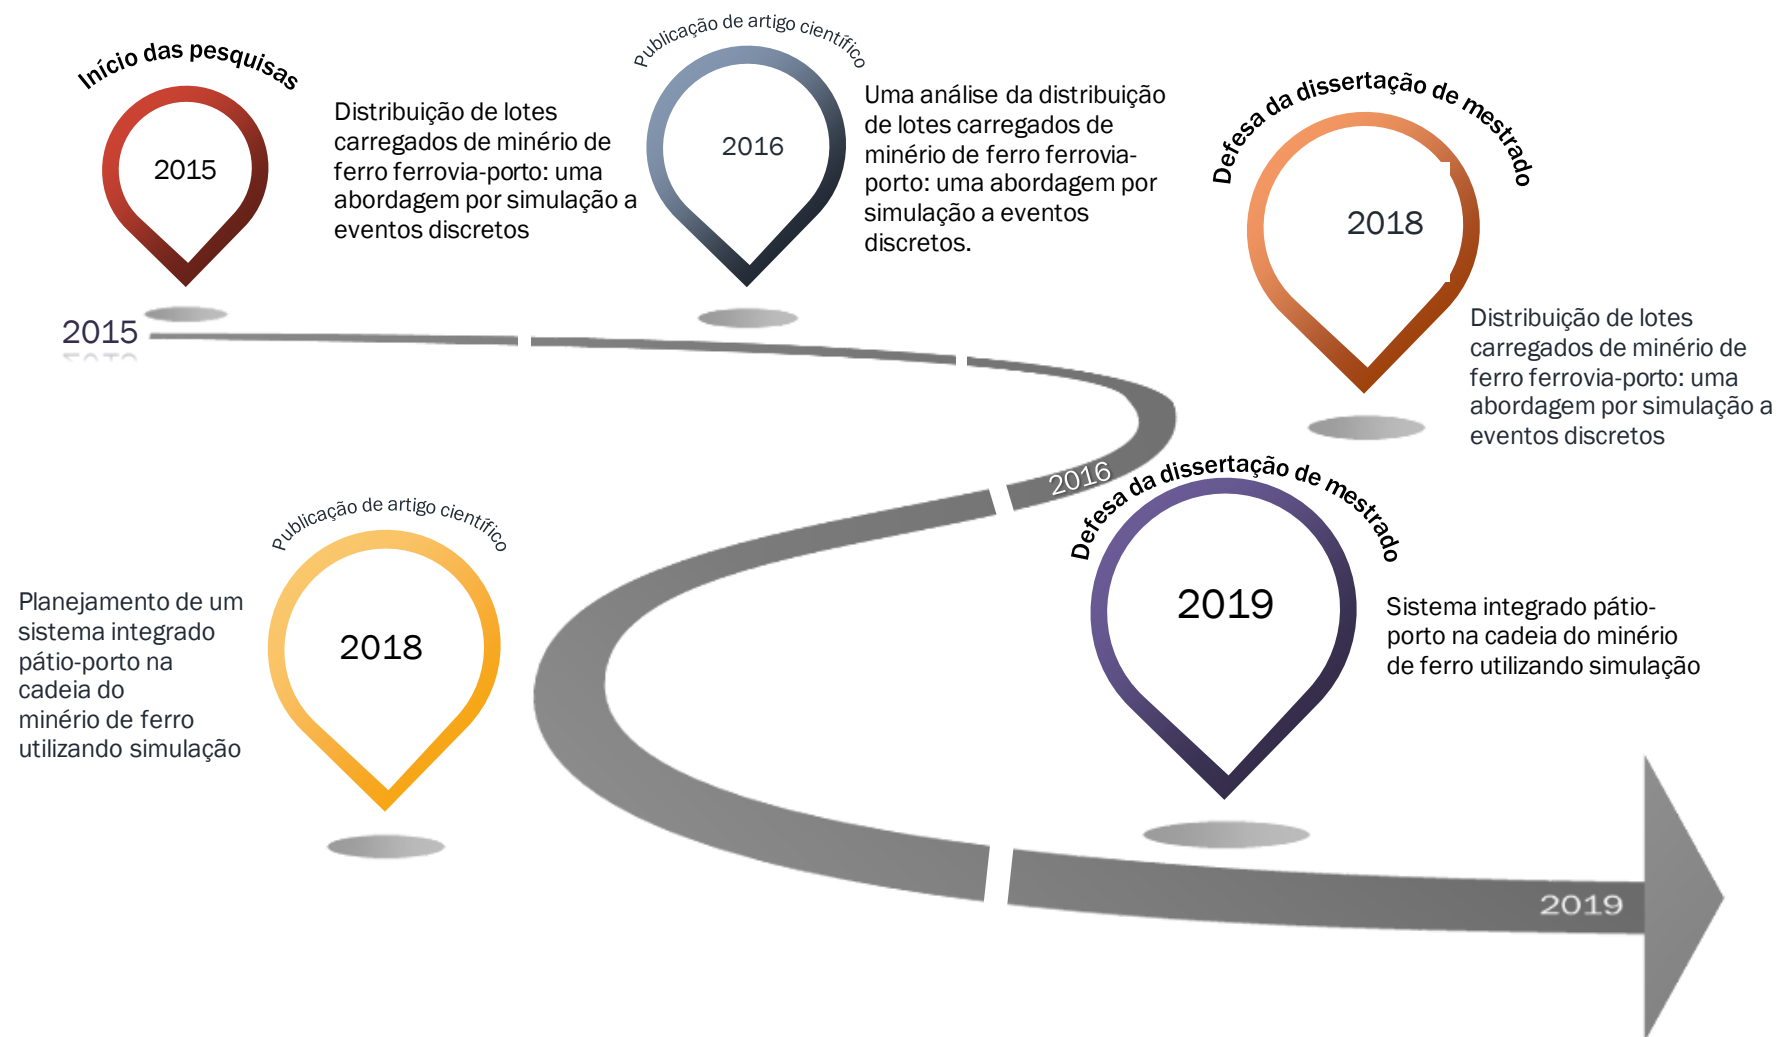 Início das pesquisas
2015
Distribuição de lotes
carregados de minério de
ferro ferrovia-porto: uma
abordagem por simulação a
eventos discretos
Publicação de artigo científico
2016
Uma análise da distribuição
de lotes carregados de
minério de ferro ferrovia-
porto: uma abordagem por
simulação a eventos
discretos.
Defesa da dissertação de mestrado
2018
Distribuição de lotes
carregados de minério de
ferro ferrovia-porto: uma
abordagem por simulação a
eventos discretos
2015
2016
Publicação de artigo científico
2018
Planejamento de um
sistema integrado
pátio-porto na
cadeia do
minério de ferro
utilizando simulação
Defesa da dissertação de mestrado
2019
Sistema integrado pátio-
porto na cadeia do minério
de ferro utilizando simulação
2019